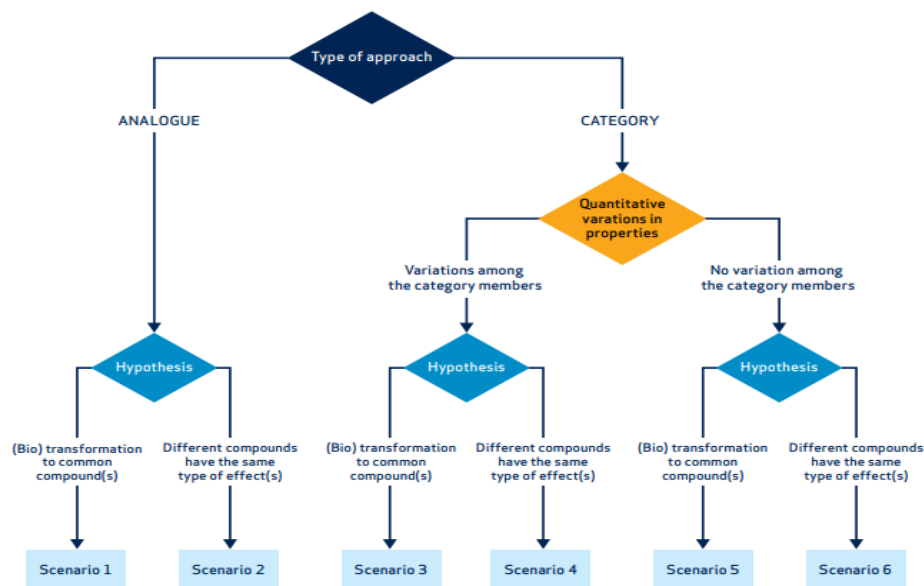 Type of approach
ANALOGUE
CATEGORY
Quantitative
varations in
properties
Variations among
the category members
No variation among
the category members
Hypothesis
Hypothesis
Hypothesis
(Bio) transformation
to common
compound(s)
Different compounds
have the same
type of effect(s)
(Bio) transformation
to common
compound(s)
Different compounds
have the same
type of effect(s)
(Bio) transformation
to common
compound(s)
Different compounds
have the same
type of effect(s)
Scenario 1
Scenario 2
Scenario 3
Scenario 4
Scenario 5
Scenario 6